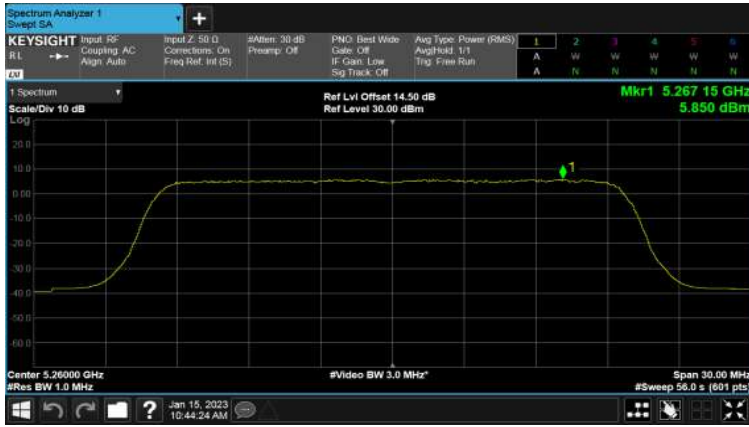 Spectrum Analyzer 1
Swept SA
+
KEYSIGHT Input: RF Input Z: 50 Ω #Atten: 30 dB PNO: Best Wide Avg Type: Power (RMS) 1 2 3 4 5 6
RL Coupling: AC Corrections: On Preamp: Off Gate: Off Avg|Hold: 1/1 A W W W W W
Align: Auto Freq Ref: Int (S) IF Gain: Low Trig: Free Run
Sig Track: Off A N N N N N
LXI
1 Spectrum Ref Lvl Offset 14.50 dB Mkr1 5.267 15 GHz
Scale/Div 10 dB Ref Level 30.00 dBm 5.850 dBm
Log
20.0
10.0
1
0.00
-10.0
-20.0
-30.0
-40.0
-50.0
-60.0
Center 5.26000 GHz #Video BW 3.0 MHz* Span 30.00 MHz
#Res BW 1.0 MHz #Sweep 56.0 s (601 pts)
? Jan 15, 2023
10:44:24 AM